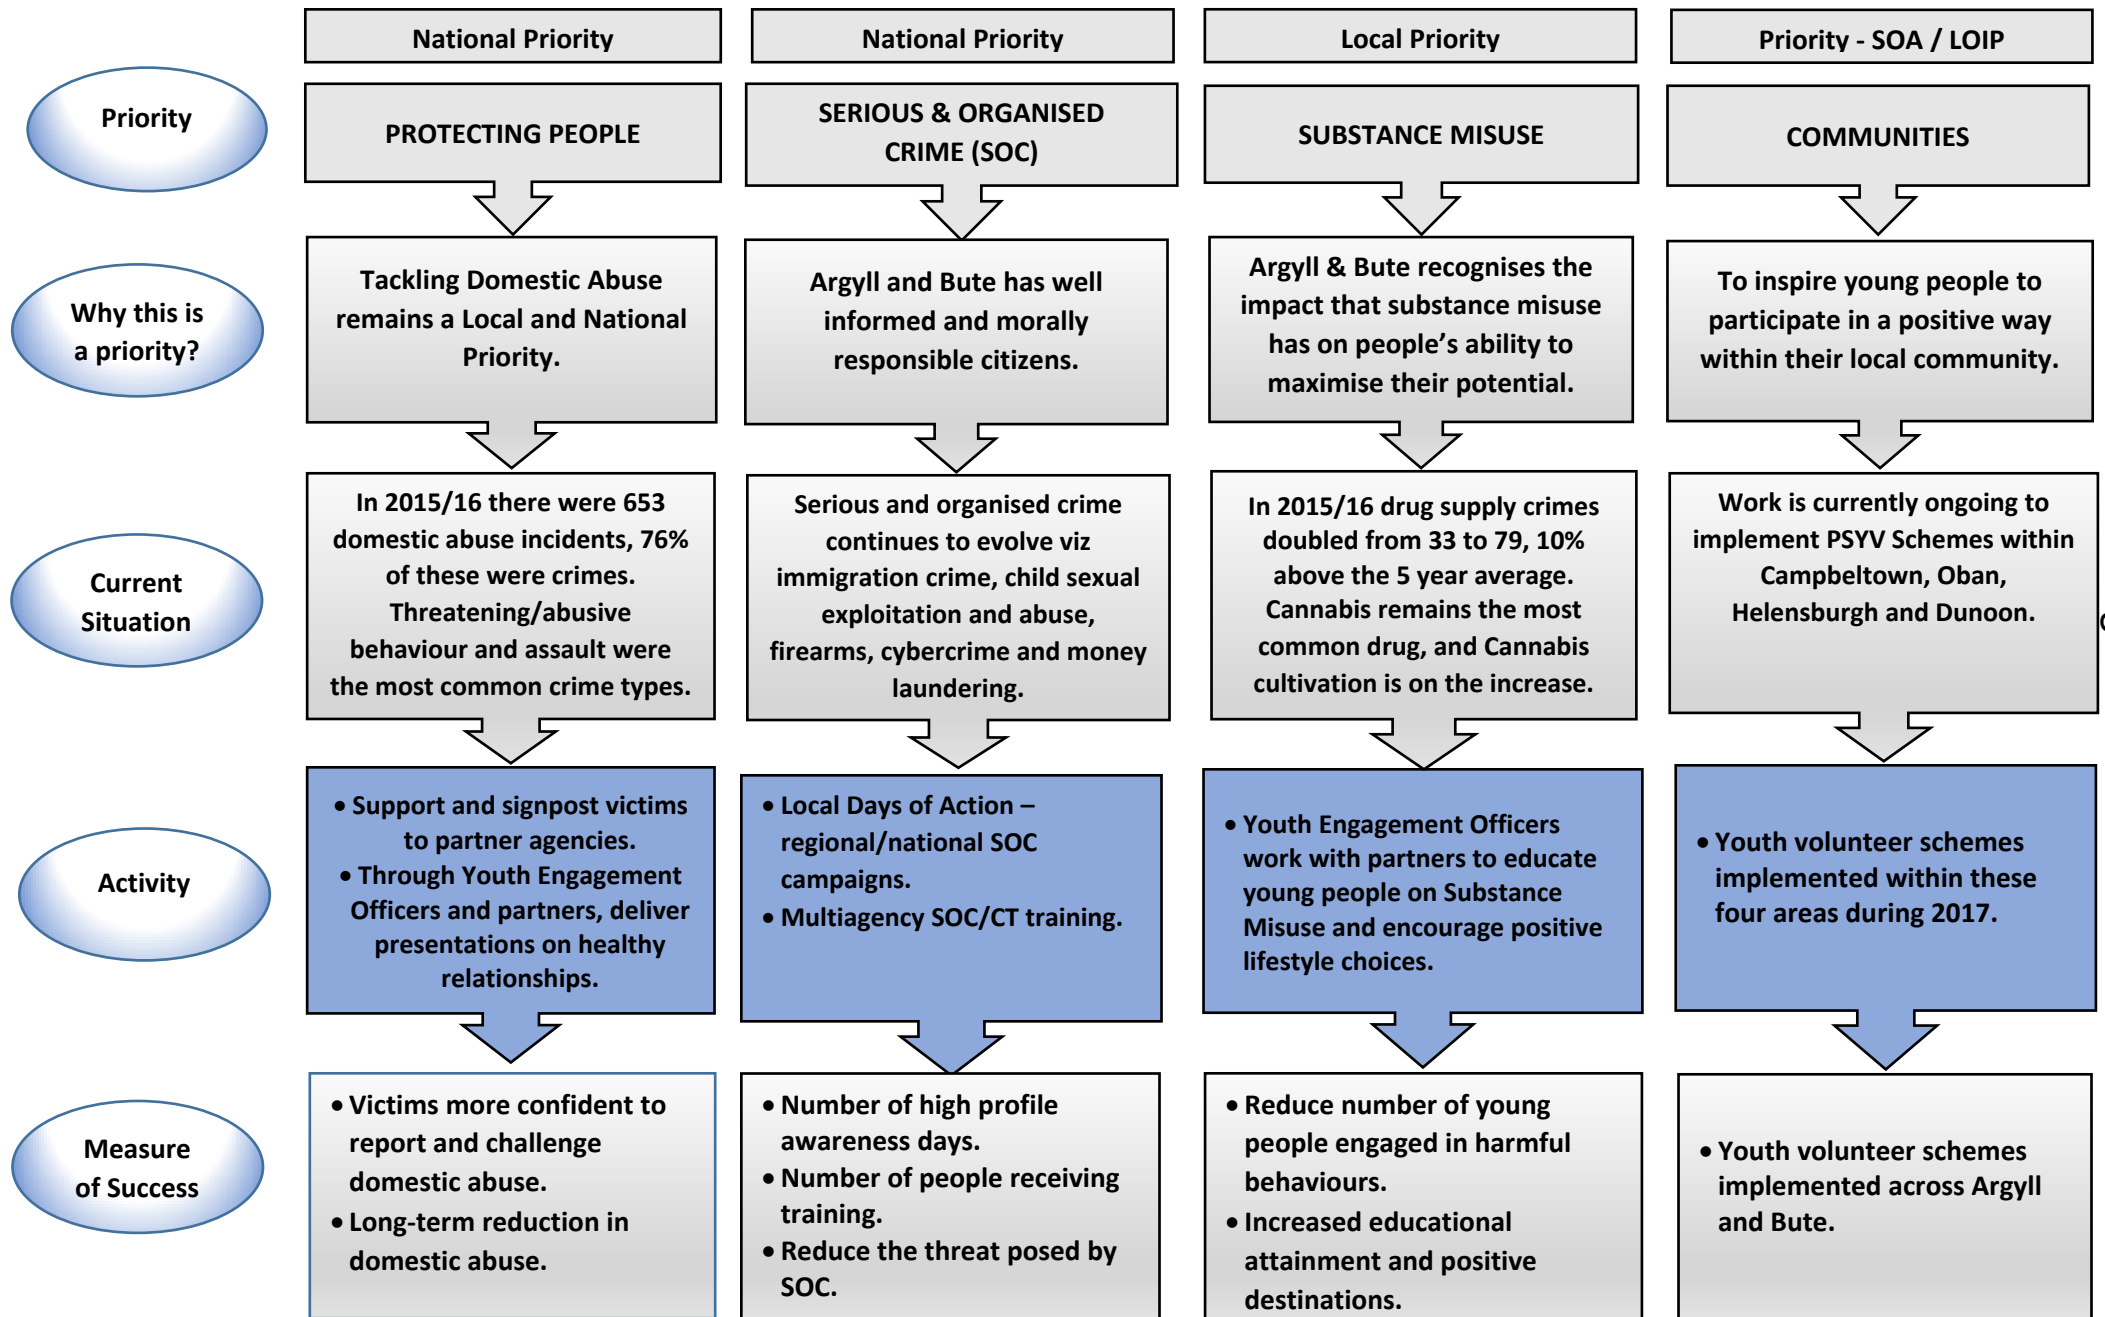 National Priority
National Priority
Local Priority
Priority - SOA / LOIP
Priority
PROTECTING PEOPLE
SERIOUS & ORGANISED
CRIME (SOC)
SUBSTANCE MISUSE
COMMUNITIES
Why this is
a priority?
Tackling Domestic Abuse
remains a Local and National
Priority.
Argyll and Bute has well
informed and morally
responsible citizens.
Argyll & Bute recognises the
impact that substance misuse
has on people’s ability to
maximise their potential.
To inspire young people to
participate in a positive way
within their local community.
Current
Situation
In 2015/16 there were 653
domestic abuse incidents, 76%
of these were crimes.
Threatening/abusive
behaviour and assault were
the most common crime types.
Serious and organised crime
continues to evolve viz
immigration crime, child sexual
exploitation and abuse,
firearms, cybercrime and money
laundering.
In 2015/16 drug supply crimes
doubled from 33 to 79, 10%
above the 5 year average.
Cannabis remains the most
common drug, and Cannabis
cultivation is on the increase.
Work is currently ongoing to
implement PSYV Schemes within
Campbeltown, Oban,
Helensburgh and Dunoon.
Activity
• Support and signpost victims
to partner agencies.
• Through Youth Engagement
Officers and partners, deliver
presentations on healthy
relationships.
• Local Days of Action –
regional/national SOC
campaigns.
• Multiagency SOC/CT training.
• Youth Engagement Officers
work with partners to educate
young people on Substance
Misuse and encourage positive
lifestyle choices.
• Youth volunteer schemes
implemented within these
four areas during 2017.
Measure
of Success
• Victims more confident to
report and challenge
domestic abuse.
• Long-term reduction in
domestic abuse.
• Number of high profile
awareness days.
• Number of people receiving
training.
• Reduce the threat posed by
SOC.
• Reduce number of young
people engaged in harmful
behaviours.
• Increased educational
attainment and positive
destinations.
• Youth volunteer schemes
implemented across Argyll
and Bute.